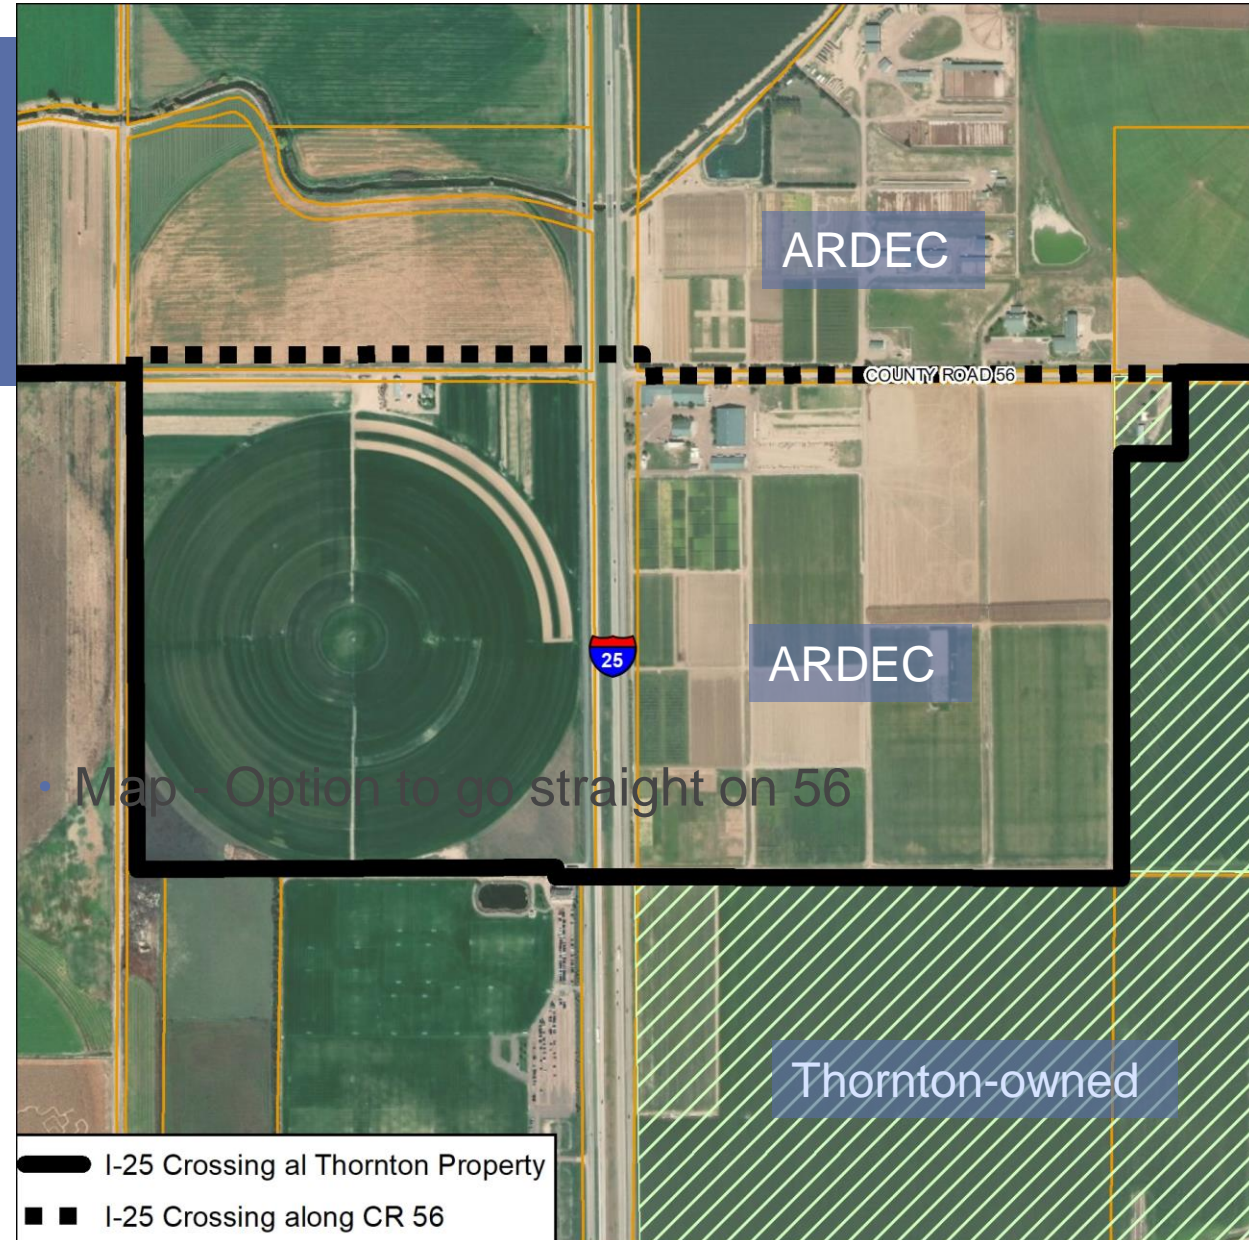 ARDEC
COUNTY ROAD 56
25
ARDEC
• Map - Option to go straight on 56
Thornton-owned
I-25 Crossing al Thornton Property
I-25 Crossing along CR 56